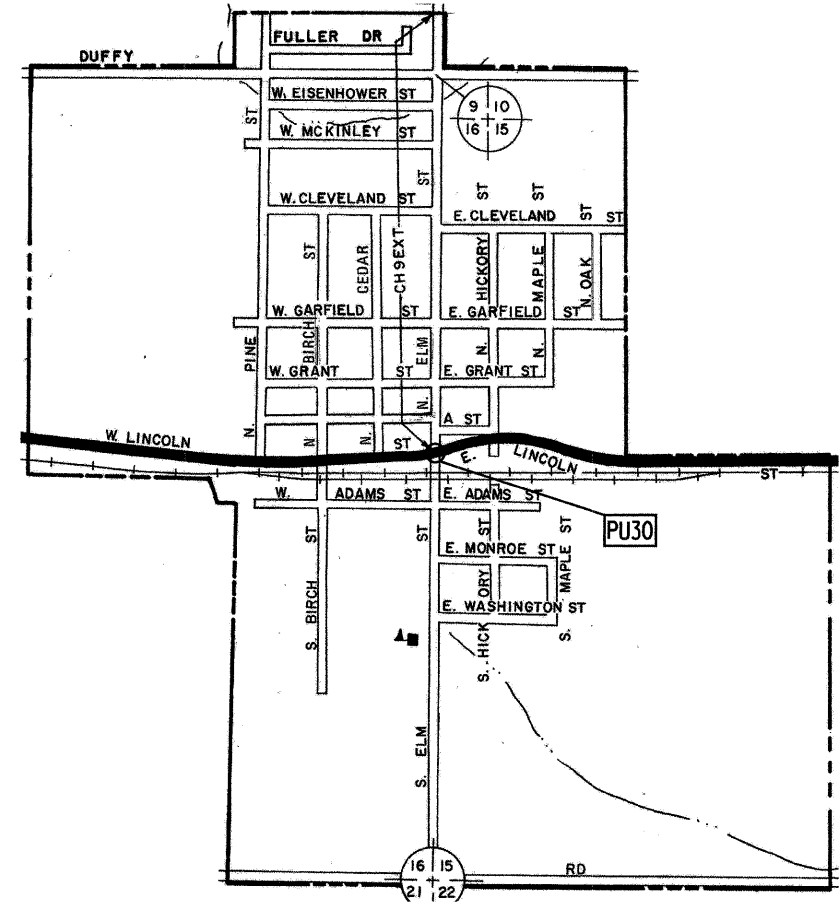 FULLER DR
DUFFY
W. EISENHOWER ST
9 10
16 15
ST
W. MCKINLEY ST
ST
W. CLEVELAND ST
ST
ST
ST
E. CLEVELAND ST
ST
CEDAR
CH9EXT
HICKORY
MAPLE
N. OAK
W. GARFIELD ST
E. GARFIELD ST
PINE
BIRCH
ELM
N.
N.
W. GRANT ST
E. GRANT ST
N.
A ST
N.
N
N.
ST
W. LINCOLN
E. LINCOLN
ST
W. ADAMS ST
E. ADAMS ST
PU30
ST
ST
ST
ST
E. MONROE ST
S. BIRCH
S. HICKORY
S. MAPLE
E. WASHINGTON ST
S. ELM
16 15
21 22
RD